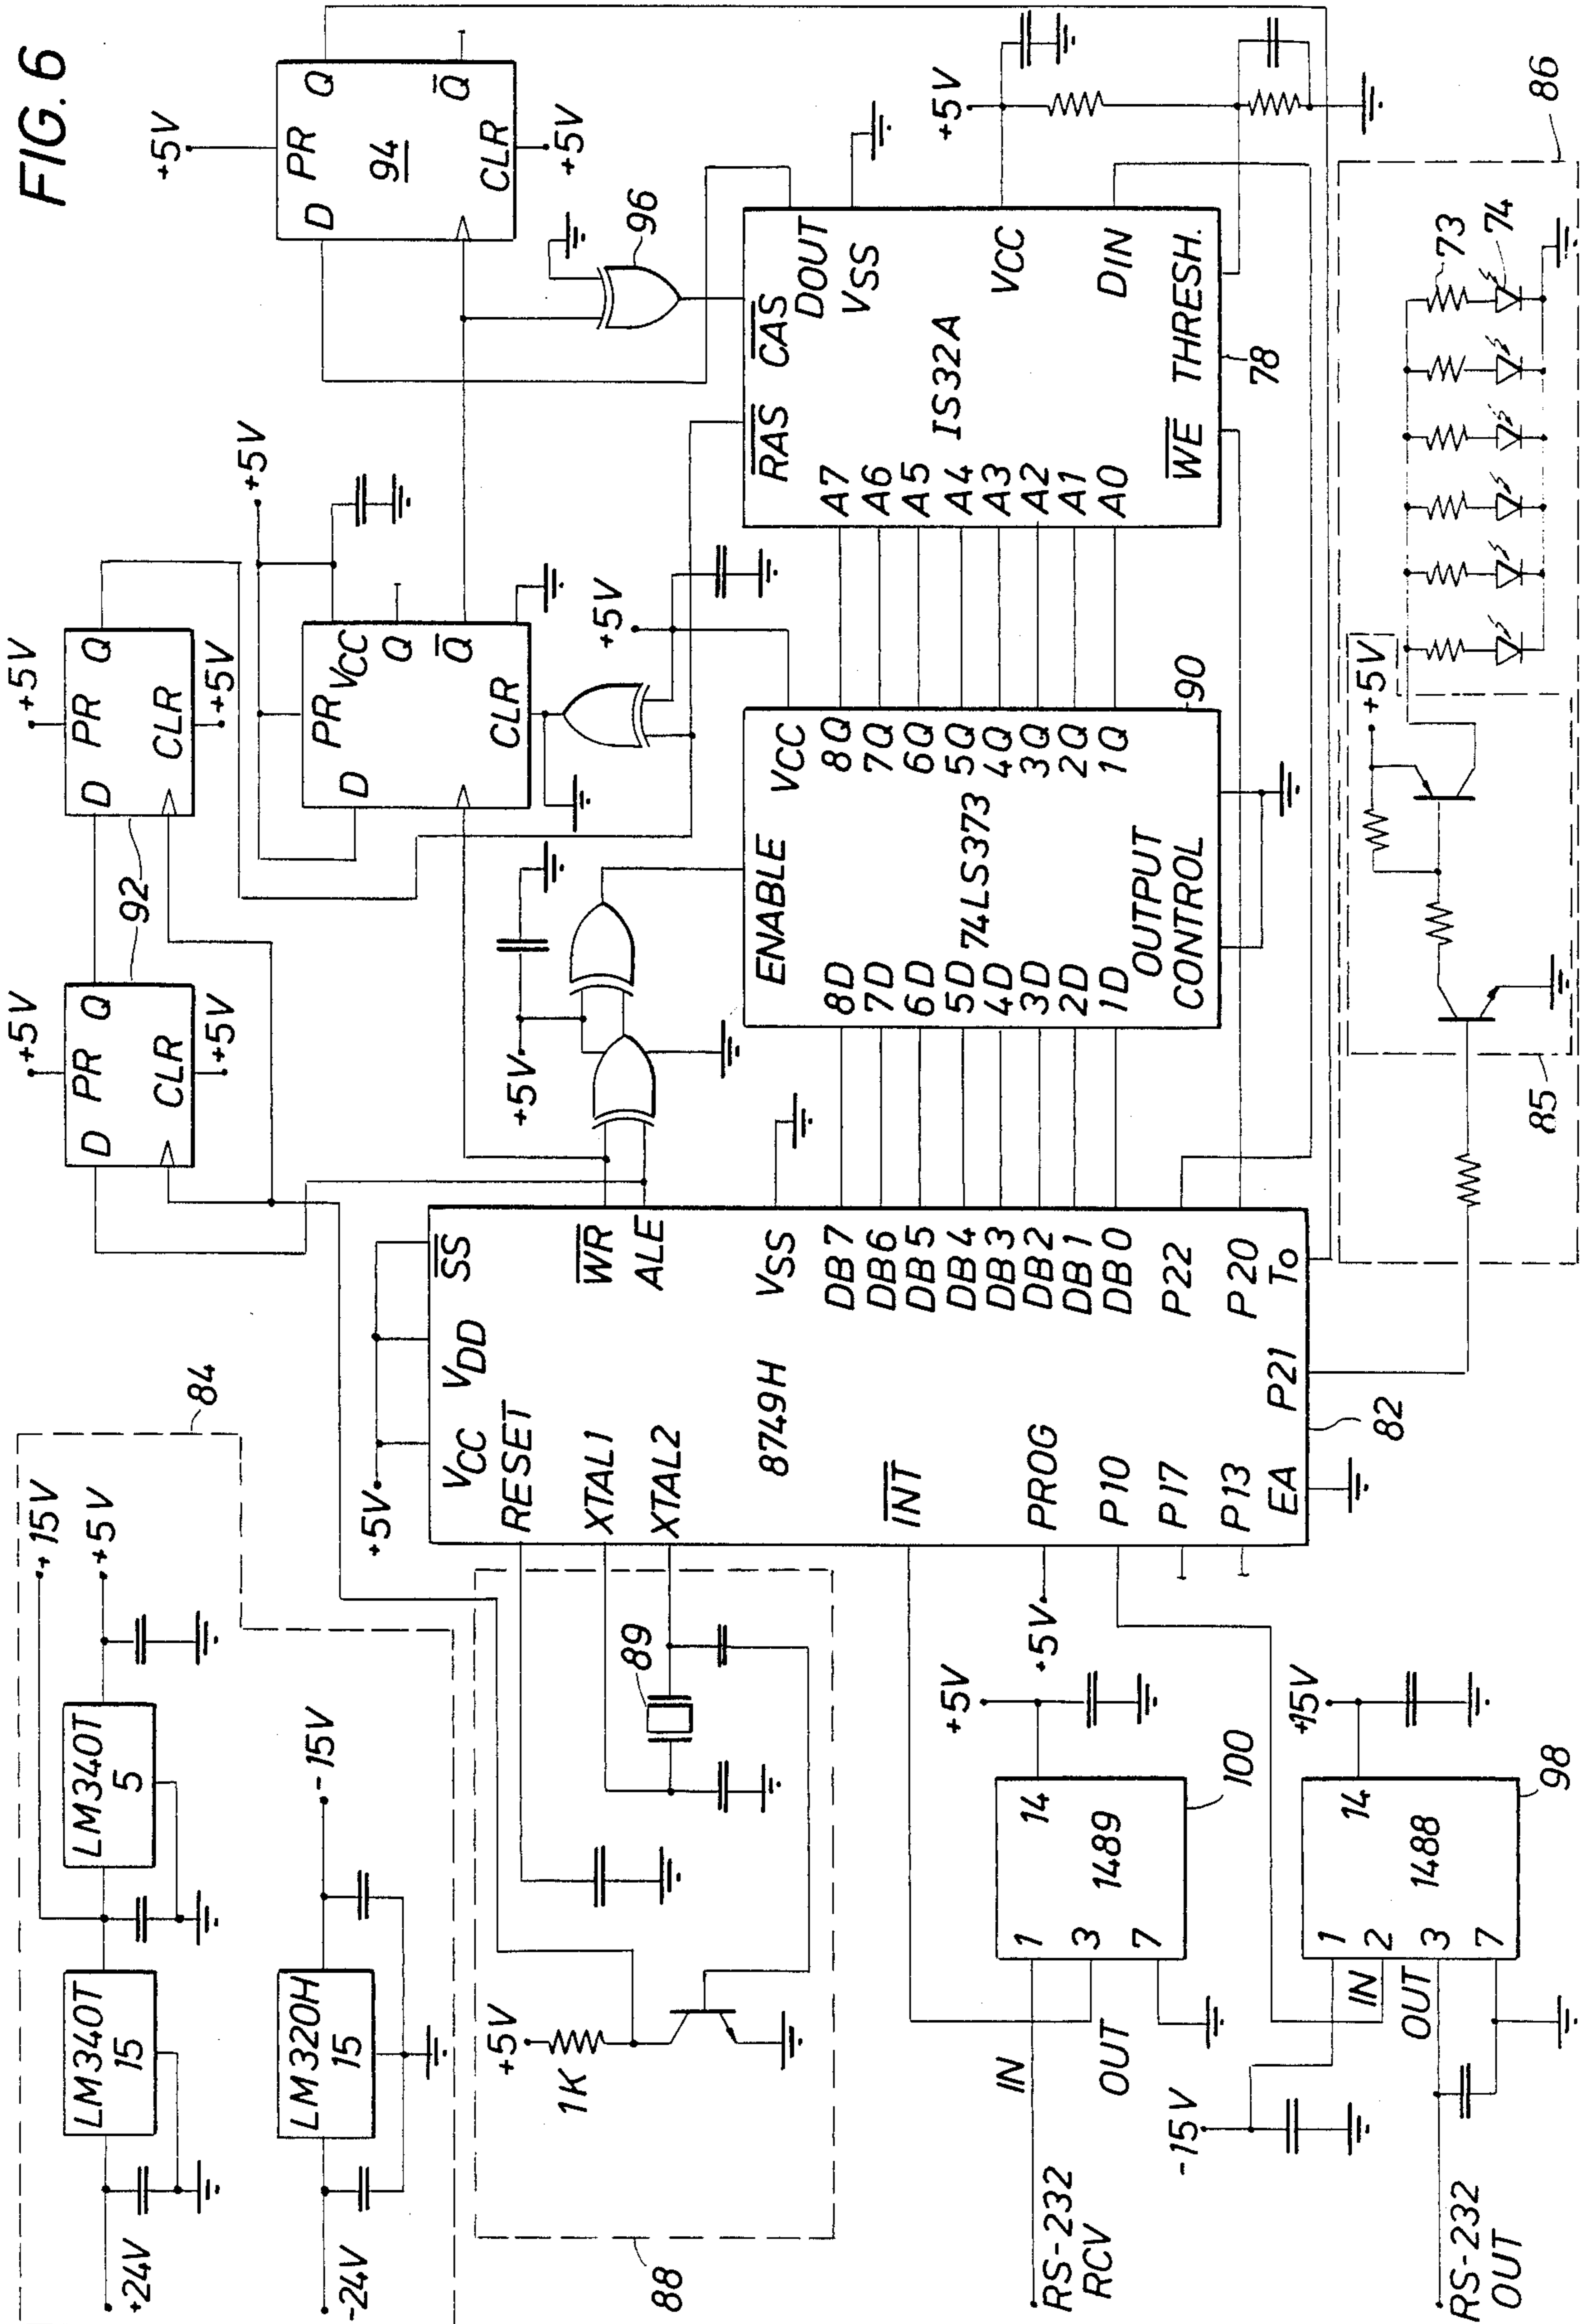 FIG. 6
84
+15V
+5V
LM340T
15
LM340T
5
+24V
LM320H
15
-24V
-15V
88
+5V
1K
89
+5V
VCC
VDD
SS
RESET
XTAL1
XTAL2
WR
ALE
8749H
VSS
INT
DB7
DB6
DB5
DB4
DB3
DB2
DB1
DB0
PROG
+5V
P10
P17
P13
EA
P21
P22
P20
To
82
+5V
+5V
D
PR
Q
CLR
+5V
92
+5V
D
PR
Q
CLR
+5V
+5V
D
PR
VCC
Q
Q
CLR
+5V
+5V
D
PR
Q
94
Q
CLR
+5V
96
+5V
ENABLE
VCC
8D
7D
6D
5D
4D
3D
2D
1D
74LS373
8Q
7Q
6Q
5Q
4Q
3Q
2Q
1Q
OUTPUT
CONTROL
90
RAS
CAS
DOUT
VSS
A7
A6
A5
A4
A3
A2
A1
A0
IS32A
VCC
DIN
WE
THRESH.
78
+5V
85
+5V
73
74
86
RS-232
RCV
IN
OUT
1
3
7
14
1489
100
+5V
RS-232
OUT
-15V
IN
OUT
1
2
3
7
14
1488
98
+15V